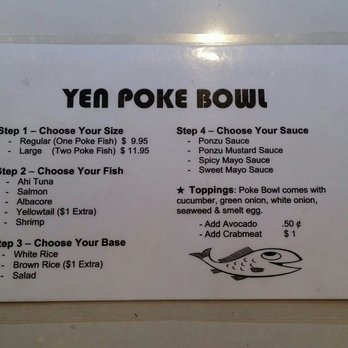 YEN POKE BOWL
Step 1 – Choose Your Size
- Regular (One Poke Fish) $ 9.95
- Large (Two Poke Fish) $ 11.95
Step 2 – Choose Your Fish
- Ahi Tuna
- Salmon
- Albacore
- Yellowtail ($1 Extra)
- Shrimp
Step 3 – Choose Your Base
- White Rice
- Brown Rice ($1 Extra)
- Salad
Step 4 – Choose Your Sauce
- Ponzu Sauce
- Ponzu Mustard Sauce
- Spicy Mayo Sauce
- Sweet Mayo Sauce
★ Toppings: Poke Bowl comes with
cucumber, green onion, white onion,
seaweed & smelt egg.
- Add Avocado .50 ¢
- Add Crabmeat $ 1